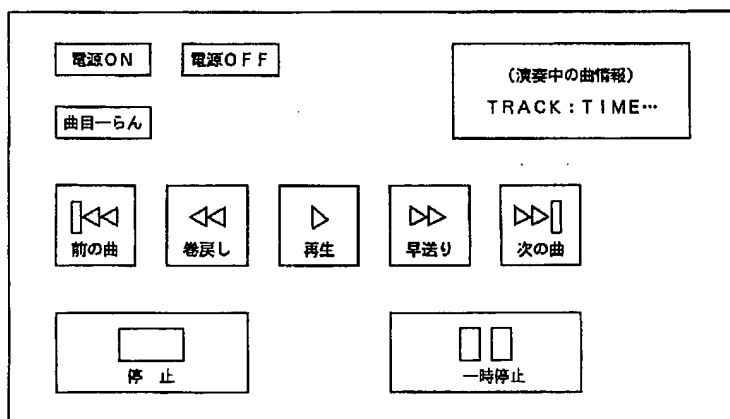 電源ON 電源OFF
(演奏中の曲情報)
TRACK:TIME…
曲目一らん
前の曲 巻戻し 再生 早送り 次の曲
停 止 一時停止